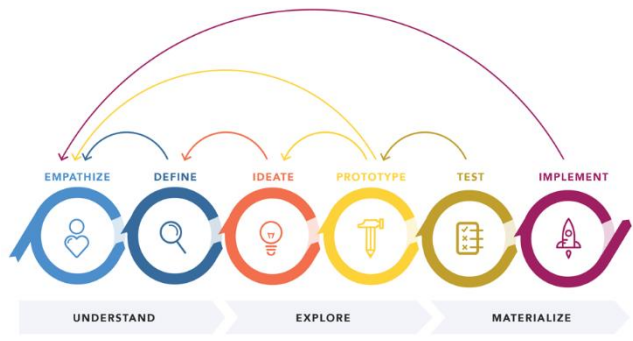 EMPATHIZE DEFINE IDEATE PROTOTYPE TEST IMPLEMENT
UNDERSTAND EXPLORE MATERIALIZE